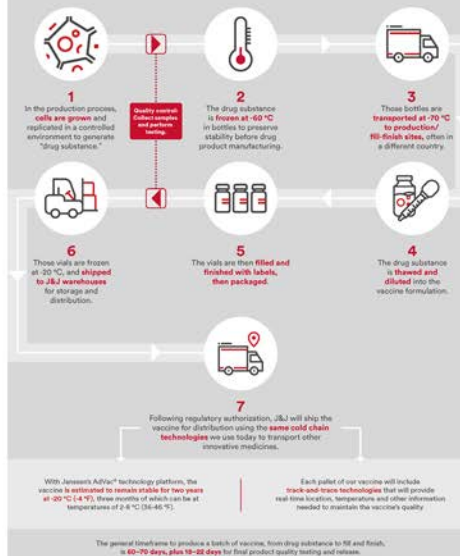 1
In the production process,
cells are grown and
replicated in a controlled
environment to generate
"drug substance."
Quality control:
Collect samples
and perform
testing.
2
The drug substance
is frozen at -60 °C
in bottles to preserve
stability before drug
product manufacturing.
3
Those bottles are
transported at -70 °C
to production/
fill-finish sites, often in
a different country.
6
Those vials are frozen
at -20 °C, and shipped
to J&J warehouses
for storage and
distribution.
5
The vials are then filled and
finished with labels,
then packaged.
4
The drug substance
is thawed and
diluted into the
vaccine formulation.
7
Following regulatory authorization, J&J will ship the
vaccine for distribution using the same cold chain
technologies we use today to transport other
innovative medicines.
With Janssen's AdVac® technology platform, the
vaccine is estimated to remain stable for two years
at -20 °C (-4 °F), three months of which can be at
temperatures of 2-8 °C (36-46 °F).
Each pallet of our vaccine will include
track-and-trace technologies that will provide
real-time location, temperature and other information
needed to maintain the vaccine's quality
The general timeframe to produce a batch of vaccine, from drug substance to fill and finish,
is 60–70 days, plus 18–22 days for final product quality testing and release.